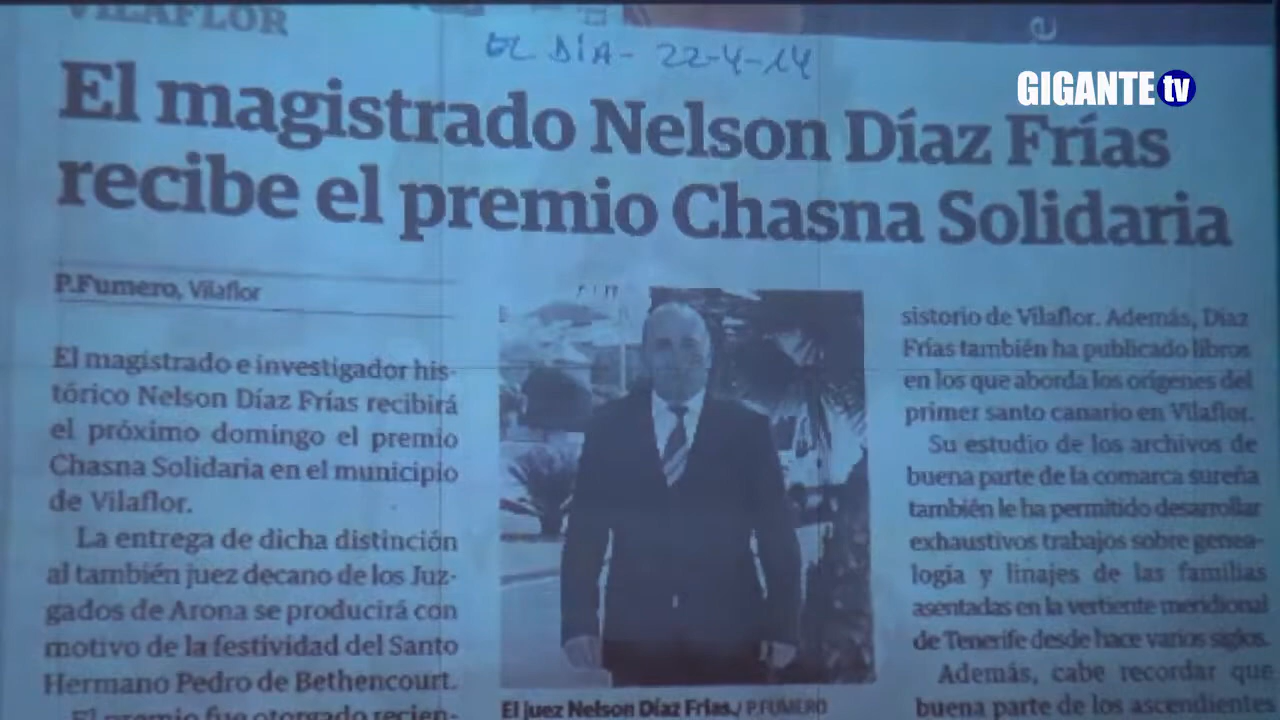 VILAFLOR
EL DÍA - 22-4-14
GIGANTE tv
El magistrado Nelson Díaz Frías
recibe el premio Chasna Solidaria
P.Fumero, Vilaflor
El magistrado e investigador his-
tórico Nelson Díaz Frías recibirá
el próximo domingo el premio
Chasna Solidaria en el municipio
de Vilaflor.
La entrega de dicha distinción
al también juez decano de los Juz-
gados de Arona se producirá con
motivo de la festividad del Santo
Hermano Pedro de Bethencourt.
El premio fue otorgado recien-
El juez Nelson Díaz Frías./ P.FUMERO
sistorio de Vilaflor. Además, Díaz
Frías también ha publicado libros
en los que aborda los orígenes del
primer santo canario en Vilaflor.
Su estudio de los archivos de
buena parte de la comarca sureña
también le ha permitido desarrollar
exhaustivos trabajos sobre genea-
logía y linajes de las familias
asentadas en la vertiente meridional
de Tenerife desde hace varios siglos.
Además, cabe recordar que
buena parte de los ascendientes